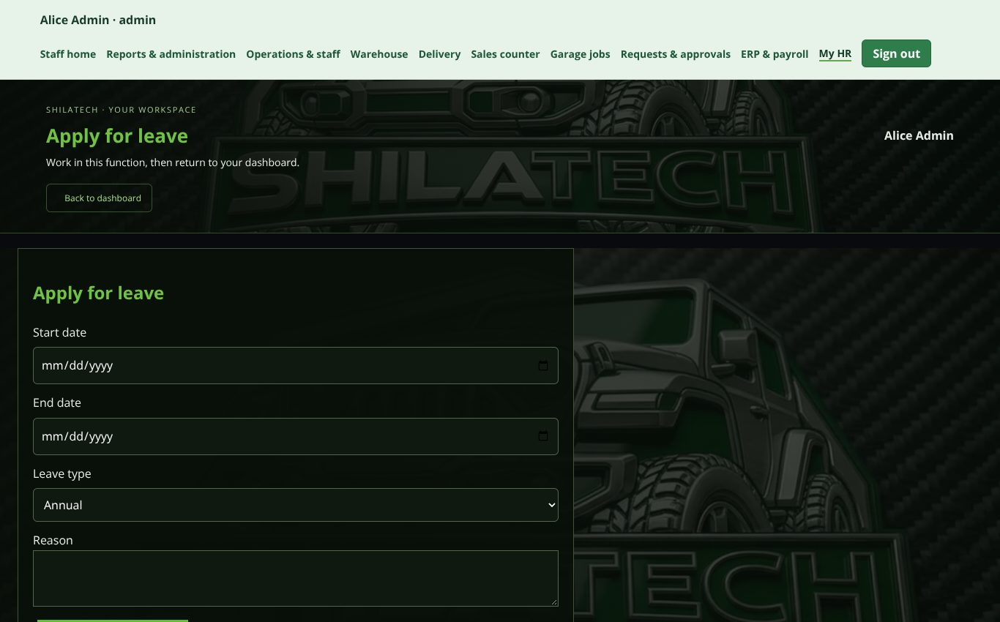 Alice Admin · admin
Staff home Reports & administration Operations & staff Warehouse Delivery Sales counter Garage jobs Requests & approvals ERP & payroll My HR Sign out
SHILATECH · YOUR WORKSPACE
Apply for leave
Alice Admin
Work in this function, then return to your dashboard.
SHILATECH
Back to dashboard
Apply for leave
Start date
mm/dd/yyyy
End date
mm/dd/yyyy
Leave type
Annual
Reason
TECH